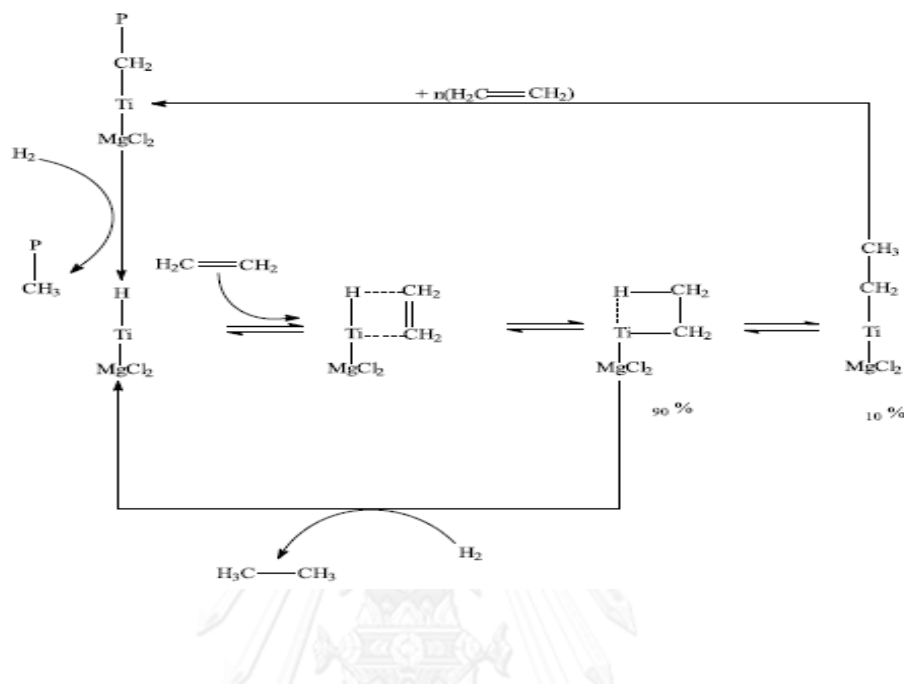 P
CH2
+ n(H2C══CH2)
Ti
MgCl2
H2
P
CH3
H
Ti
MgCl2
H2C══CH2
H
CH2
Ti
CH2
MgCl2
H
CH2
Ti
CH2
MgCl2
90 %
CH3
CH2
Ti
MgCl2
10 %
H2
H3C──CH3